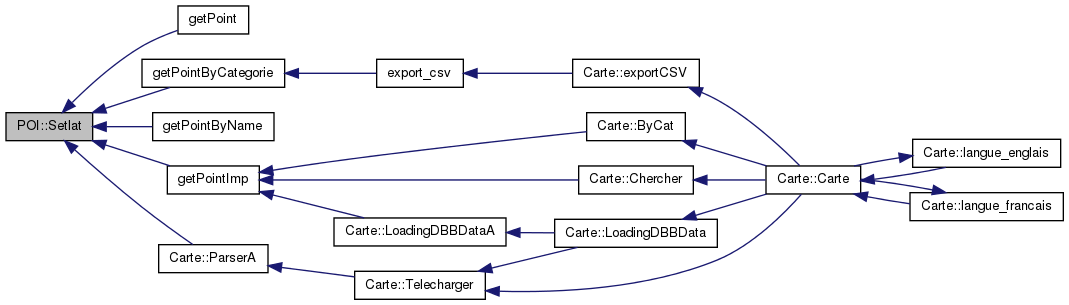 getPoint
getPointByCategorie
export_csv
Carte::exportCSV
POI::Setlat
getPointByName
Carte::ByCat
getPointImp
Carte::Chercher
Carte::Carte
Carte::langue_englais
Carte::langue_francais
Carte::LoadingDBBDataA
Carte::LoadingDBBData
Carte::ParserA
Carte::Telecharger